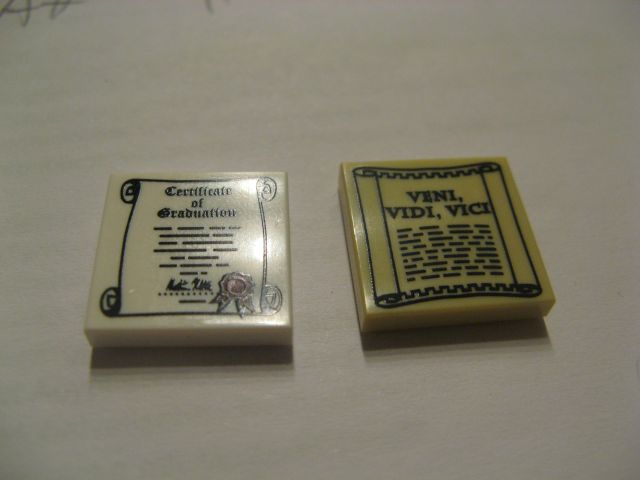 Certificate
of
Graduation
VENI,
VIDI, VICI